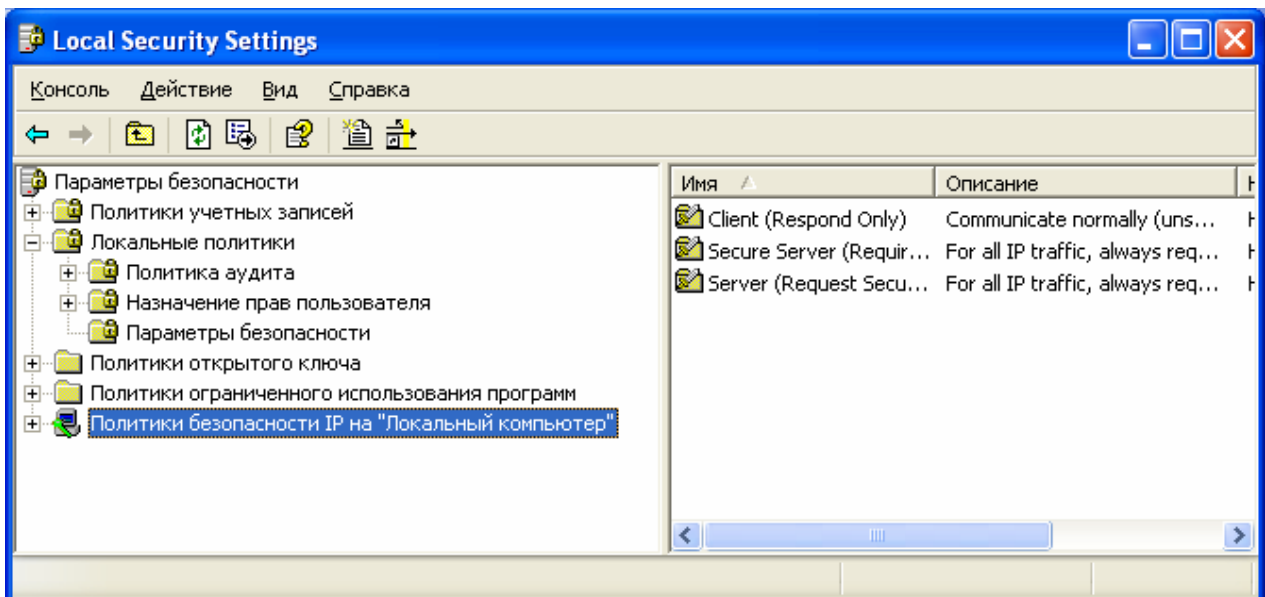 Local Security Settings
Консоль Действие Вид Справка
Параметры безопасности
Политики учетных записей
Локальные политики
Политика аудита
Назначение прав пользователя
Параметры безопасности
Политики открытого ключа
Политики ограниченного использования программ
Политики безопасности IP на "Локальный компьютер"
Имя Описание
Client (Respond Only) Communicate normally (uns...
Secure Server (Requir... For all IP traffic, always req...
Server (Request Secu... For all IP traffic, always req...